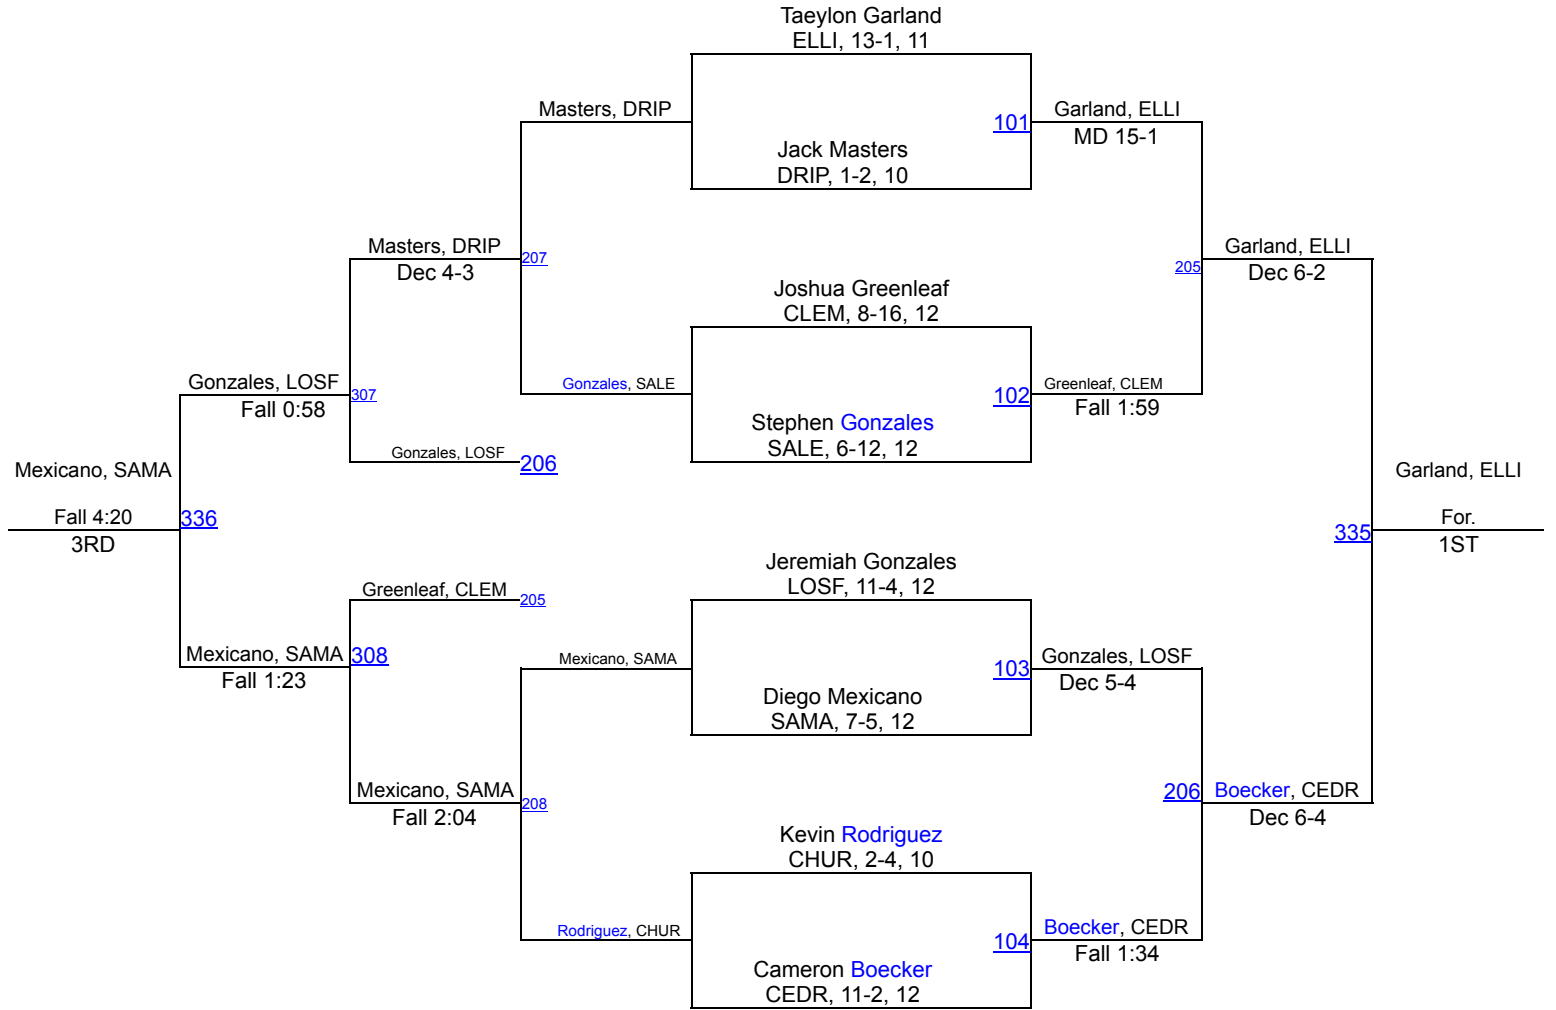 Taeylon Garland
ELLI, 13-1, 11
Masters, DRIP
101
Garland, ELLI
MD 15-1
Jack Masters
DRIP, 1-2, 10
Masters, DRIP
Dec 4-3
207
205
Garland, ELLI
Dec 6-2
Joshua Greenleaf
CLEM, 8-16, 12
Gonzales, LOSF
Fall 0:58
307
Gonzales, SALE
102
Greenleaf, CLEM
Fall 1:59
Stephen Gonzales
SALE, 6-12, 12
Gonzales, LOSF
206
Mexicano, SAMA
Fall 4:20
3RD
336
Garland, ELLI
For.
1ST
335
Jeremiah Gonzales
LOSF, 11-4, 12
Greenleaf, CLEM
205
Mexicano, SAMA
Fall 1:23
308
Mexicano, SAMA
103
Gonzales, LOSF
Dec 5-4
Diego Mexicano
SAMA, 7-5, 12
Mexicano, SAMA
Fall 2:04
208
206
Boecker, CEDR
Dec 6-4
Kevin Rodriguez
CHUR, 2-4, 10
Rodriguez, CHUR
104
Boecker, CEDR
Fall 1:34
Cameron Boecker
CEDR, 11-2, 12